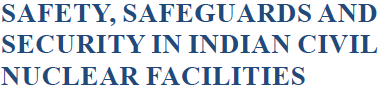 SAFETY, SAFEGUARDS AND
SECURITY IN INDIAN CIVIL
NUCLEAR FACILITIES